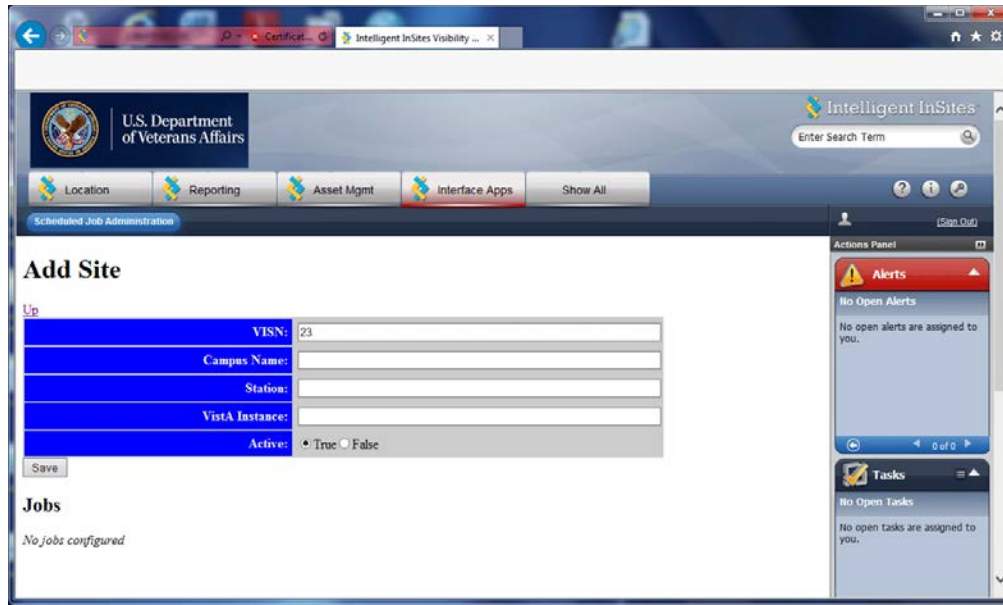 Certificat...
Intelligent InSites Visibility ...
U.S. Department
of Veterans Affairs
Intelligent InSites
Enter Search Term
Location
Reporting
Asset Mgmt
Interface Apps
Show All
Scheduled Job Administration
(Sign Out)
Actions Panel
Add Site
Up
VISN: 23
Campus Name:
Station:
VistA Instance:
Active: True False
Save
Jobs
No jobs configured
Alerts
No Open Alerts
No open alerts are assigned to
you.
0 of 0
Tasks
No Open Tasks
No open tasks are assigned to
you.